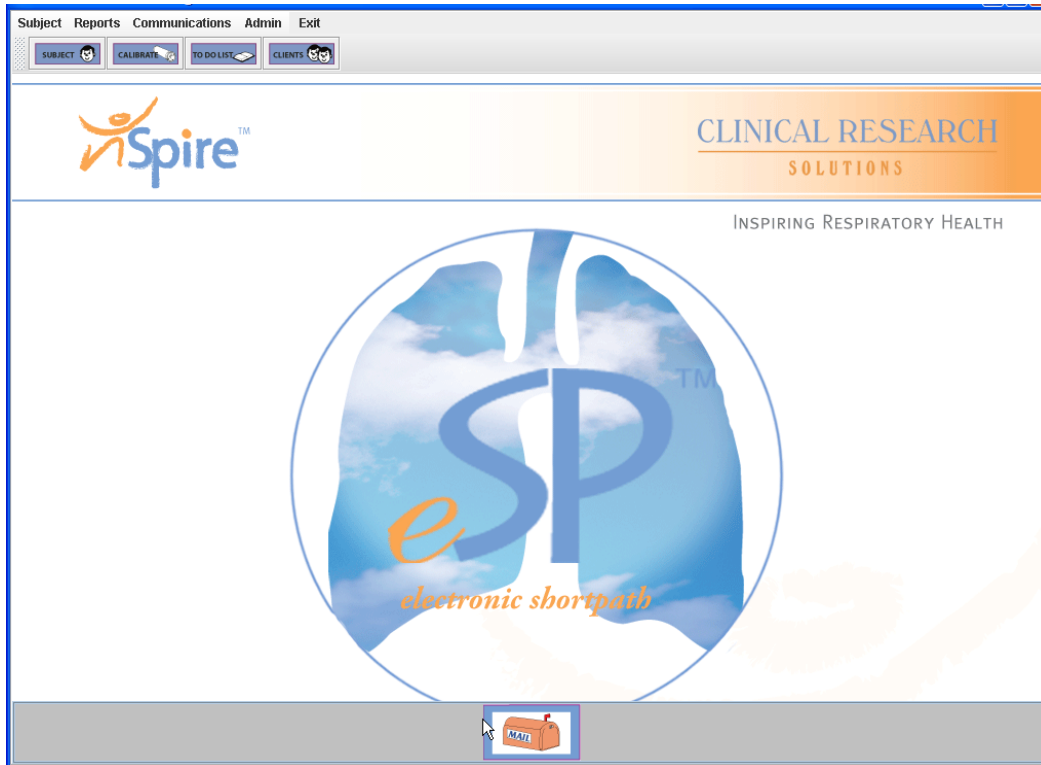 Subject Reports Communications Admin Exit
SUBJECT CALIBRATE TO DO LIST CLIENTS
nSpire™
CLINICAL RESEARCH
SOLUTIONS
INSPIRING RESPIRATORY HEALTH
eSP™
electronic shortpath
MAIL